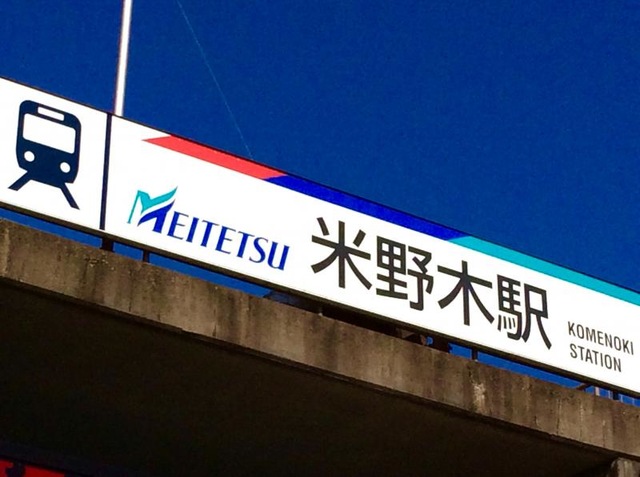 MEITETSU
米野木駅
KOMENOKI
STATION